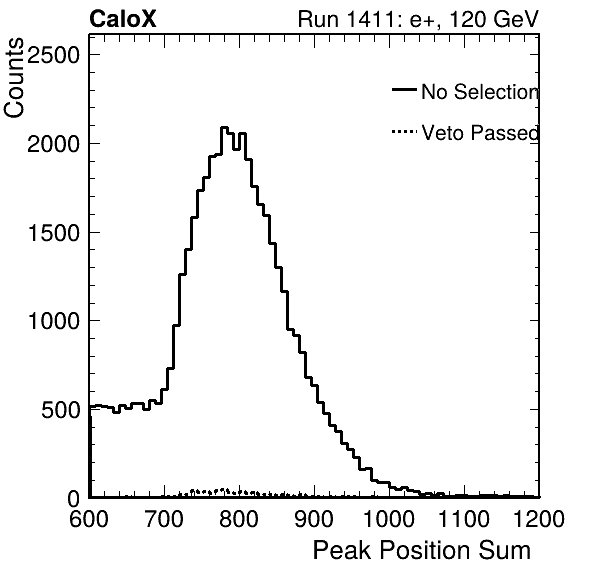 CaloX Run 1411: e+, 120 GeV
Counts
2500
No Selection
Veto Passed
2000
1500
1000
500
0
600 700 800 900 1000 1100 1200
Peak Position Sum